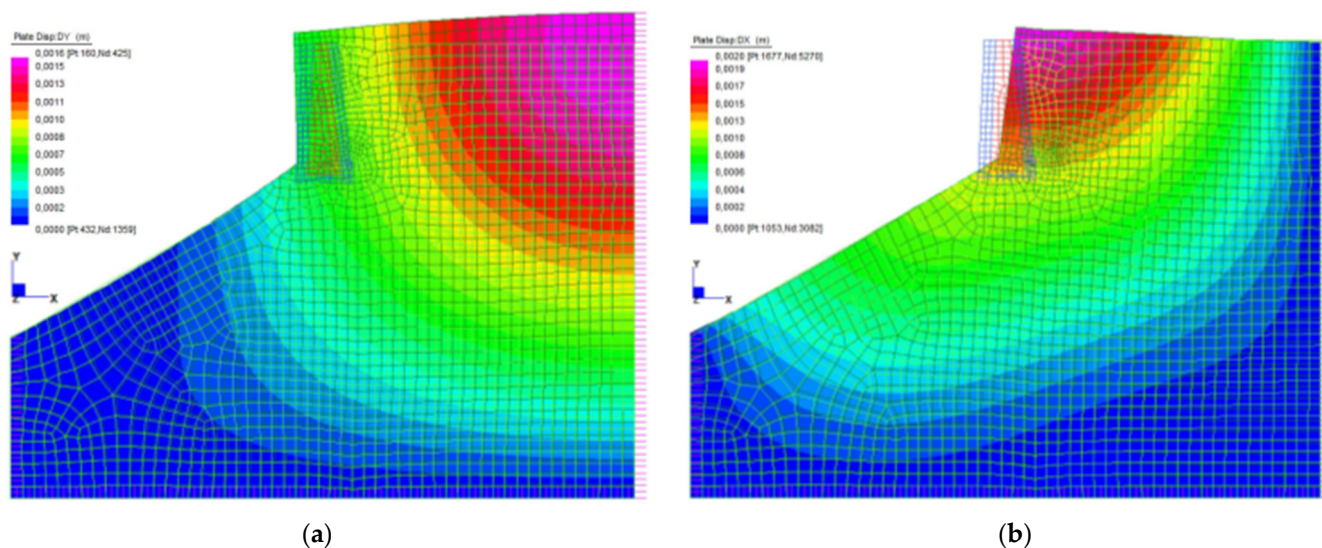 Plate Disp:DY (m)
0,0016 [Pt:160,Nd:425]
0,0015
0,0013
0,0011
0,0010
0,0008
0,0007
0,0005
0,0003
0,0002
0,0000 [Pt:432,Nd:1359]
Y
Z X
(a)
Plate Disp:DX (m)
0,0020 [Pt:1677,Nd:5270]
0,0019
0,0017
0,0015
0,0013
0,0010
0,0008
0,0006
0,0004
0,0002
0,0000 [Pt:1053,Nd:3082]
Y
Z X
(b)